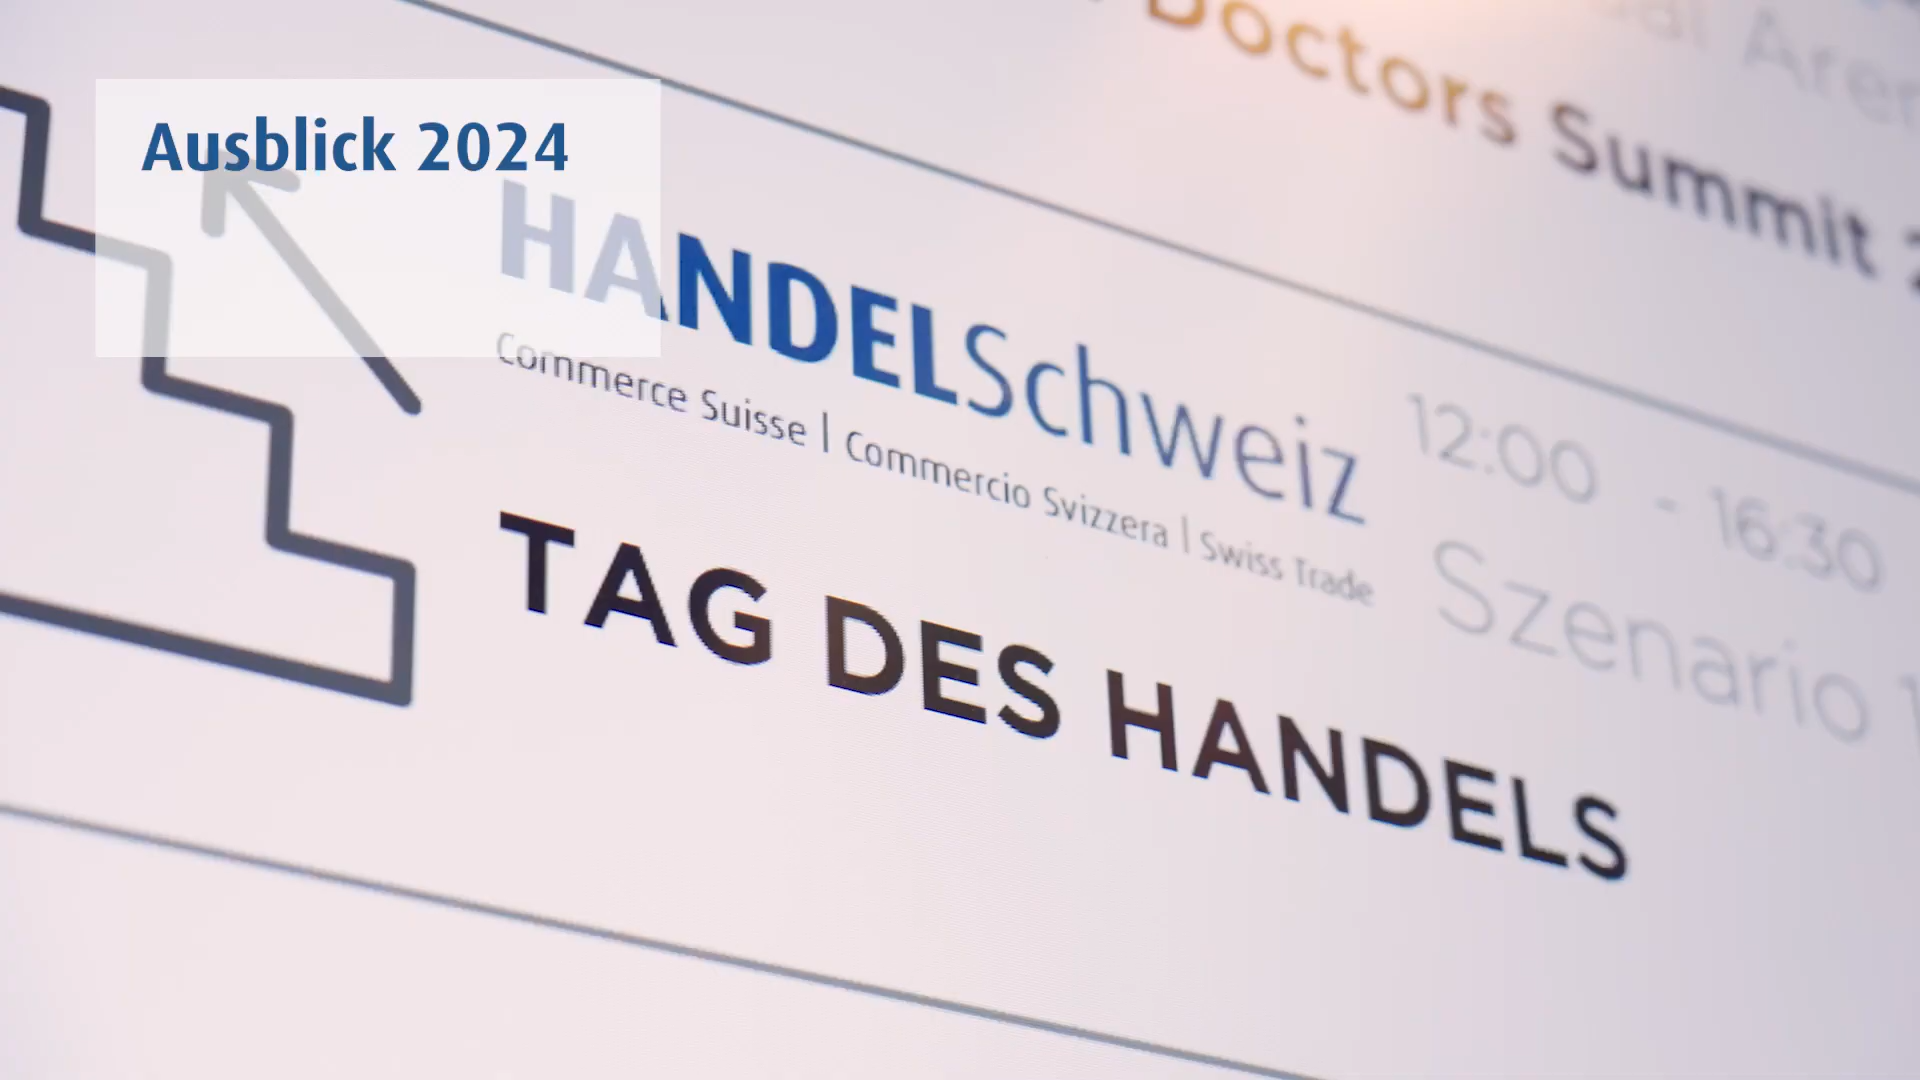 Ausblick 2024
Doctors Summit
HANDELSchweiz
Commerce Suisse | Commercio Svizzera | Swiss Trade
12:00 - 16:30
Szenario 1
TAG DES HANDELS